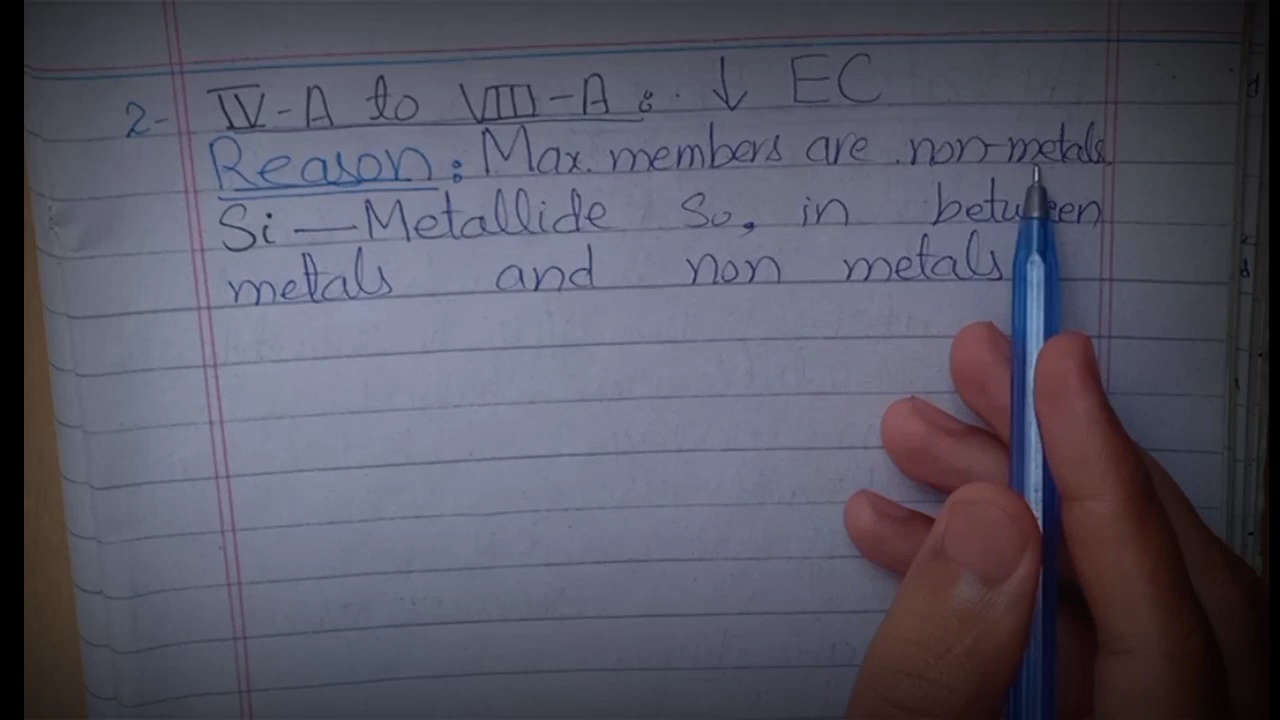 2- IV-A to VIII-A : ↓ EC
Reason : Max. members are non-metals.
Si — Metallide So, in between
metals and non metals